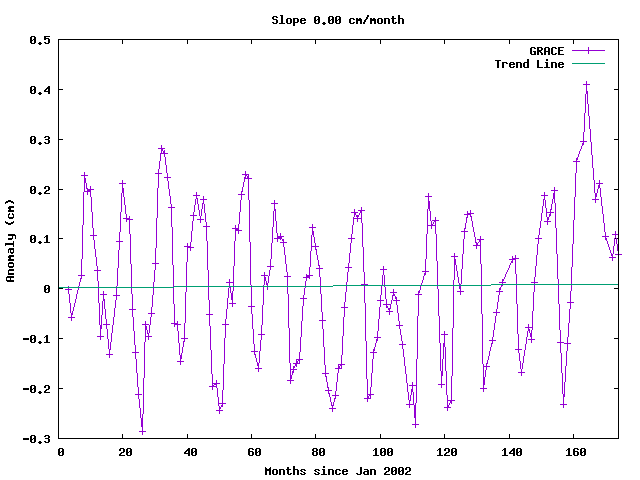 Slope 0.00 cm/month
0.5
0.4
0.3
0.2
0.1
0
-0.1
-0.2
-0.3
Anomaly (cm)
GRACE
Trend Line
0 20 40 60 80 100 120 140 160
Months since Jan 2002